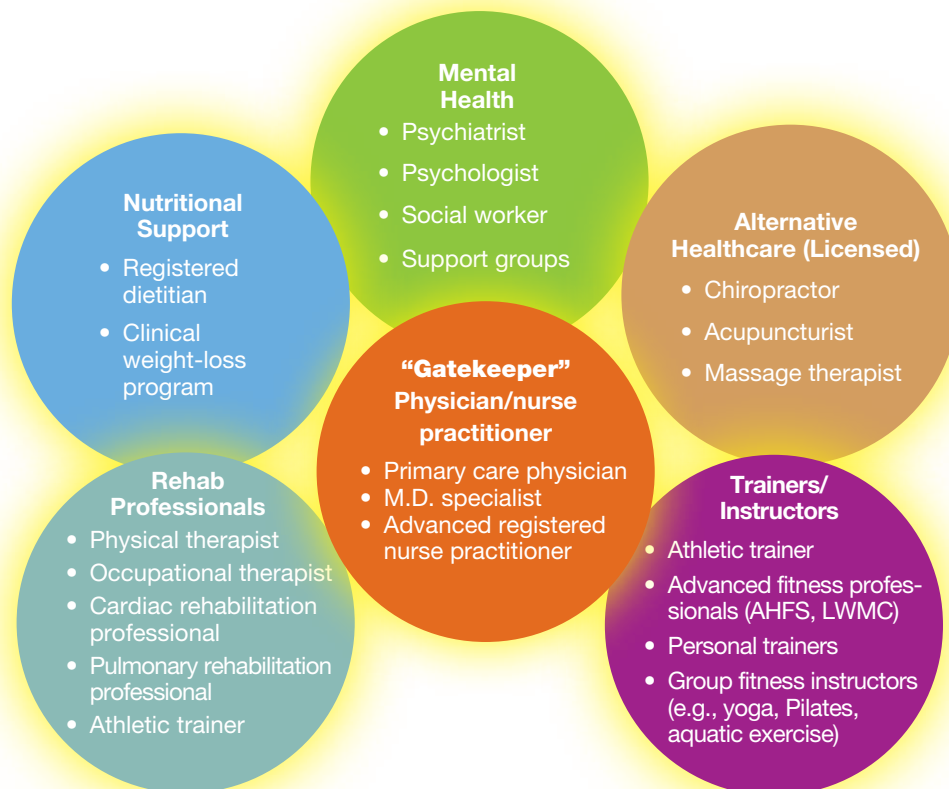 Mental
Health
• Psychiatrist
• Psychologist
• Social worker
• Support groups
Nutritional
Support
• Registered
dietitian
• Clinical
weight-loss
program
Alternative
Healthcare (Licensed)
• Chiropractor
• Acupuncturist
• Massage therapist
“Gatekeeper”
Physician/nurse
practitioner
• Primary care physician
• M.D. specialist
• Advanced registered
nurse practitioner
Rehab
Professionals
• Physical therapist
• Occupational therapist
• Cardiac rehabilitation
professional
• Pulmonary rehabilitation
professional
• Athletic trainer
Trainers/
Instructors
• Athletic trainer
• Advanced fitness profes-
sionals (AHFS, LWMC)
• Personal trainers
• Group fitness instructors
(e.g., yoga, Pilates,
aquatic exercise)